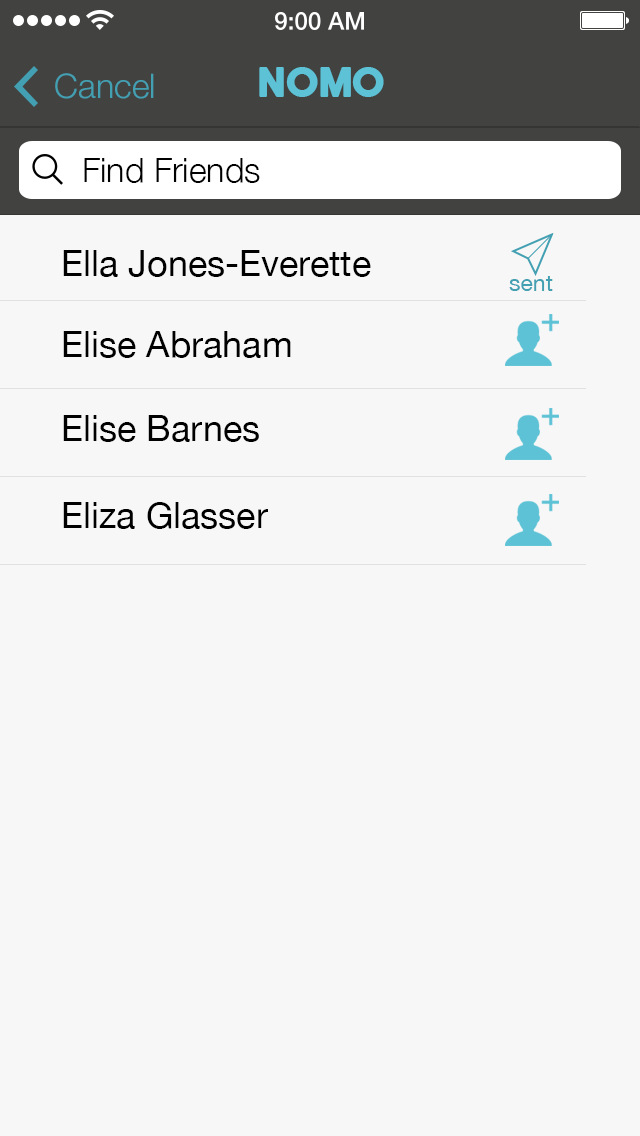 9:00 AM
Cancel
NOMO
Find Friends
Ella Jones-Everette
sent
Elise Abraham
Elise Barnes
Eliza Glasser